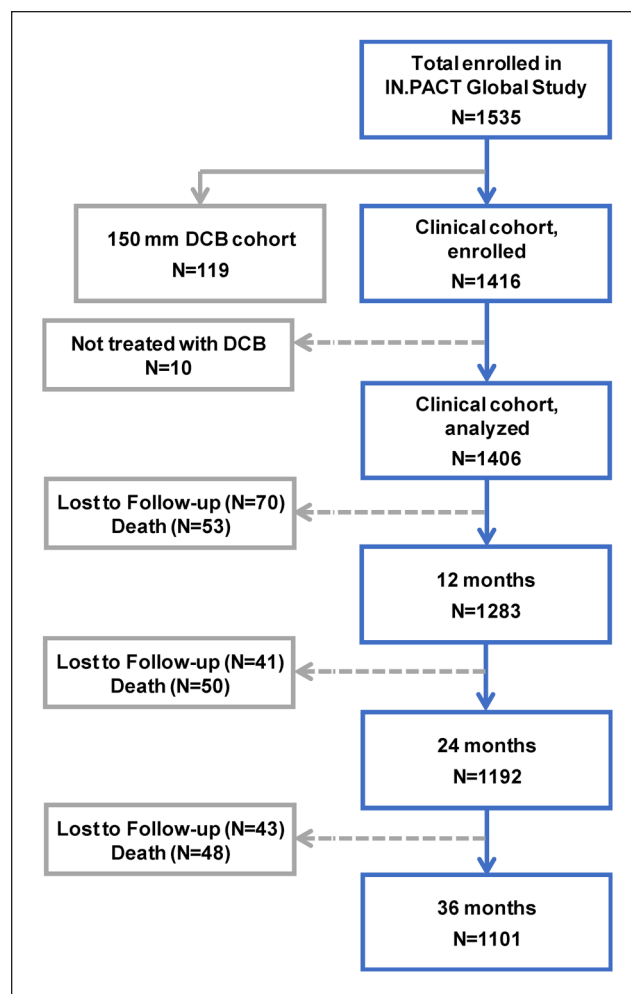 Total enrolled in
IN.PACT Global Study
N=1535
150 mm DCB cohort
N=119
Clinical cohort,
enrolled
N=1416
Not treated with DCB
N=10
Clinical cohort,
analyzed
N=1406
Lost to Follow-up (N=70)
Death (N=53)
12 months
N=1283
Lost to Follow-up (N=41)
Death (N=50)
24 months
N=1192
Lost to Follow-up (N=43)
Death (N=48)
36 months
N=1101